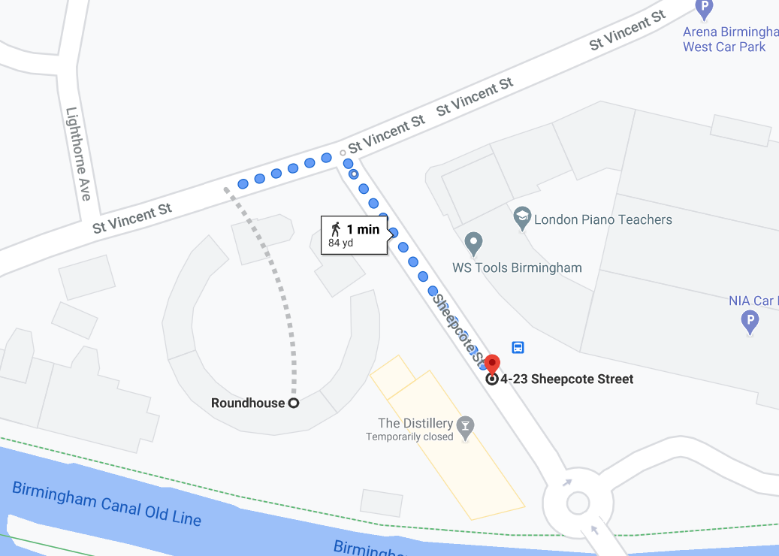 P
Arena Birmingha
West Car Park
St Vincent St
St Vincent St
St Vincent St
Lighthorne Ave
St Vincent St
1 min
84 yd
London Piano Teachers
WS Tools Birmingham
NIA Car
P
Sheepcote St
4-23 Sheepcote Street
Roundhouse
The Distillery
Temporarily closed
Birmingham Canal Old Line
Birmingham